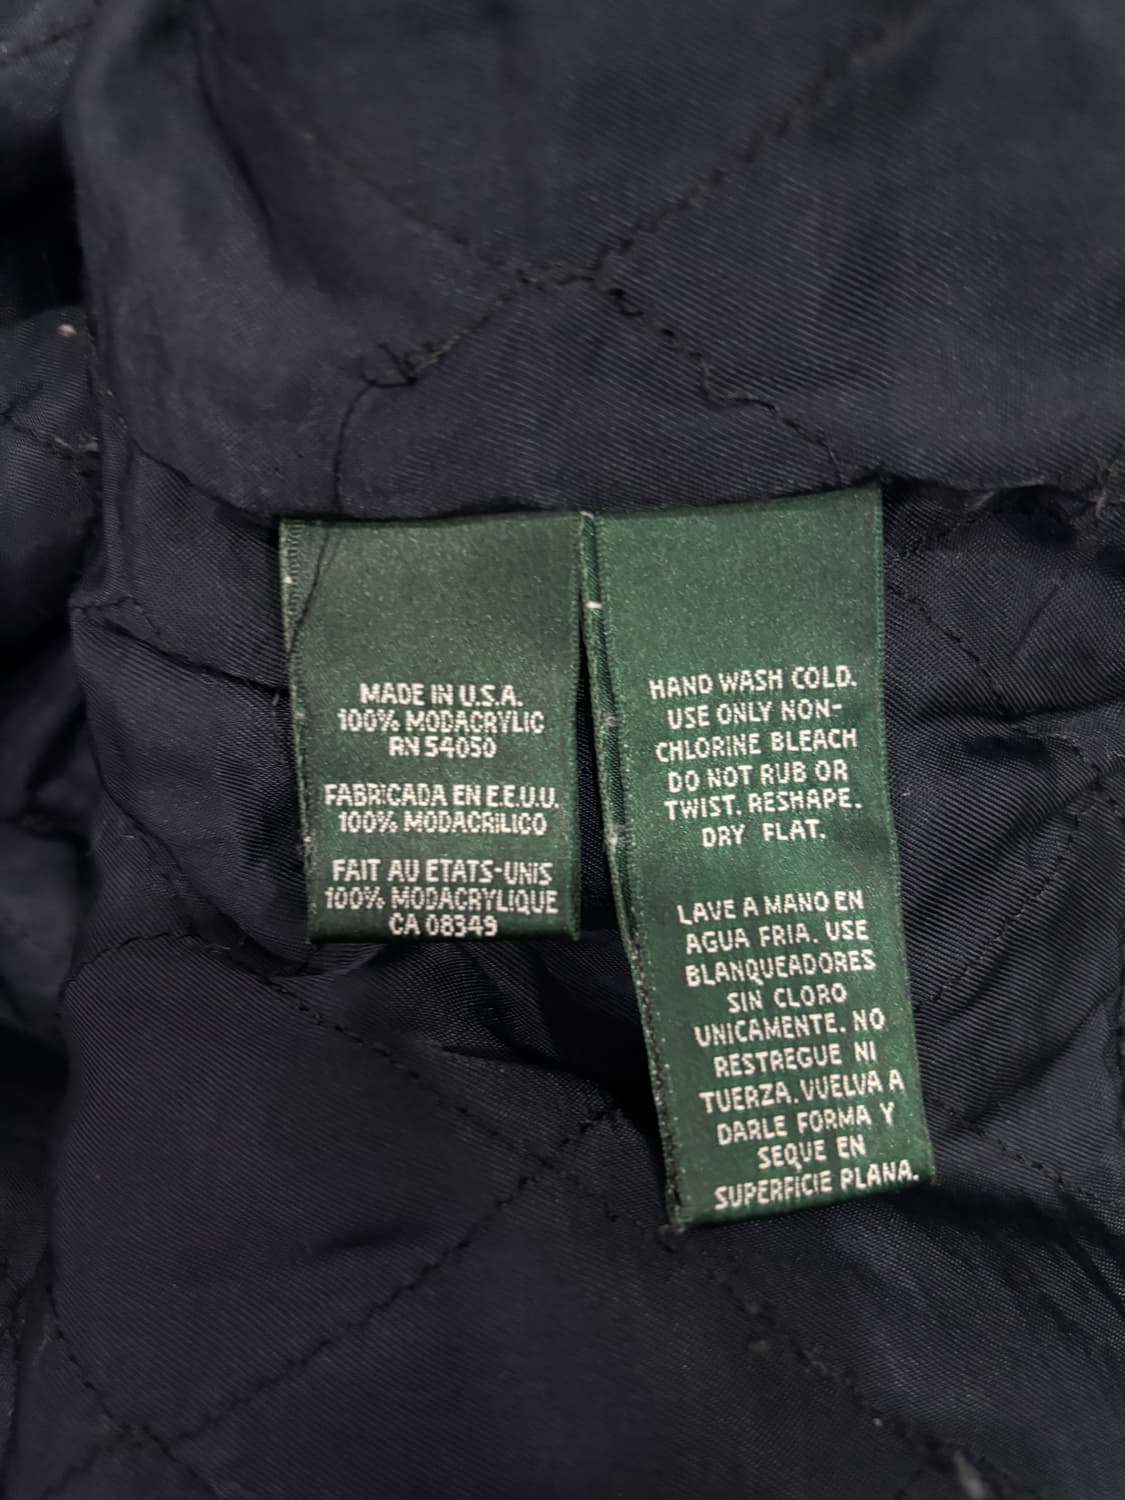 MADE IN U.S.A.
100% MODACRYLIC
RN 54050
FABRICADA EN E.E.U.U.
100% MODACRILICO
FAIT AU ETATS-UNIS
100% MODACRYLIQUE
CA 08349
HAND WASH COLD.
USE ONLY NON-
CHLORINE BLEACH
DO NOT RUB OR
TWIST. RESHAPE.
DRY FLAT.
LAVE A MANO EN
AGUA FRIA. USE
BLANQUEADORES
SIN CLORO
UNICAMENTE. NO
RESTREGUE NI
TUERZA. VUELVA A
DARLE FORMA Y
SEQUE EN
SUPERFICIE PLANA.